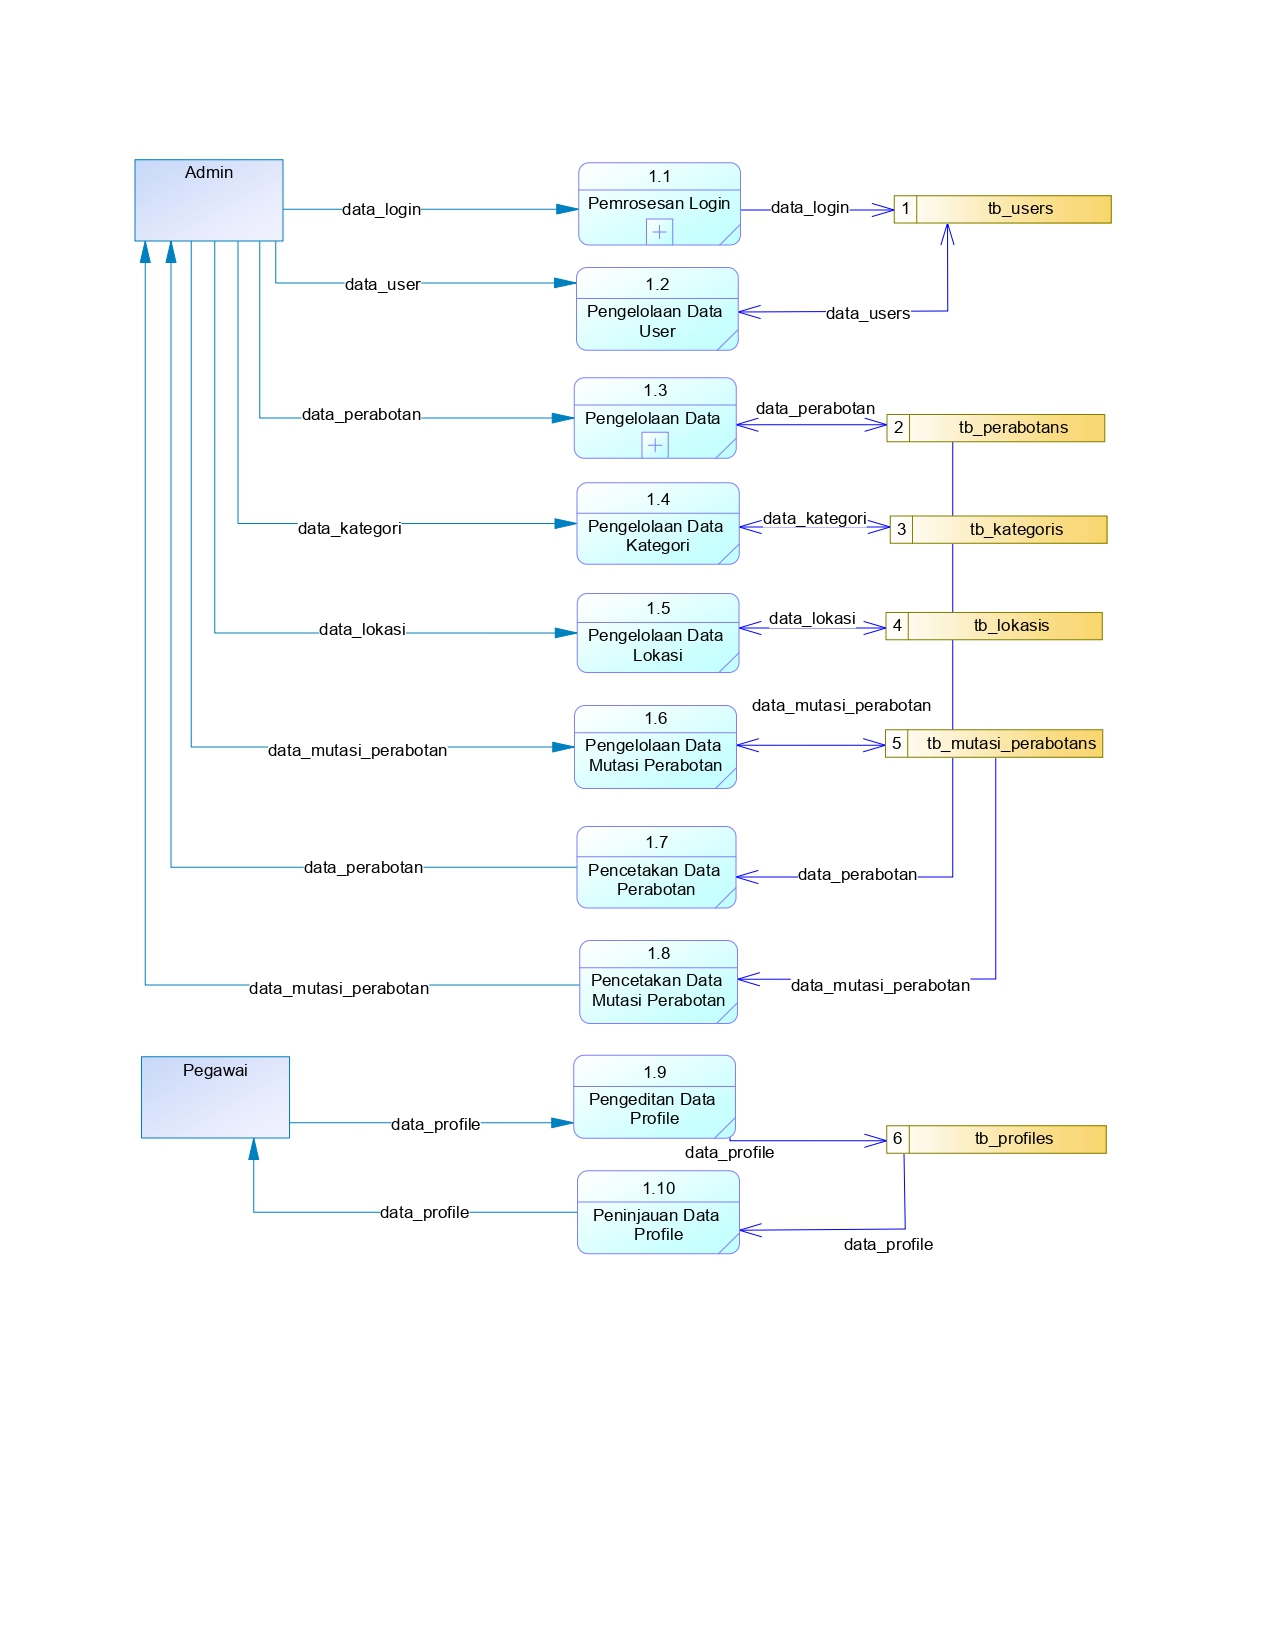 Admin
data_login
1.1
Pemrosesan Login
data_login
1
tb_users
data_user
1.2
Pengelolaan Data
User
data_users
data_perabotan
1.3
Pengelolaan Data
data_perabotan
2
tb_perabotans
data_kategori
1.4
Pengelolaan Data
Kategori
data_kategori
3
tb_kategoris
data_lokasi
1.5
Pengelolaan Data
Lokasi
data_lokasi
4
tb_lokasis
data_mutasi_perabotan
1.6
Pengelolaan Data
Mutasi Perabotan
data_mutasi_perabotan
5
tb_mutasi_perabotans
data_perabotan
1.7
Pencetakan Data
Perabotan
data_perabotan
data_mutasi_perabotan
1.8
Pencetakan Data
Mutasi Perabotan
data_mutasi_perabotan
Pegawai
data_profile
1.9
Pengeditan Data
Profile
data_profile
6
tb_profiles
data_profile
1.10
Peninjauan Data
Profile
data_profile